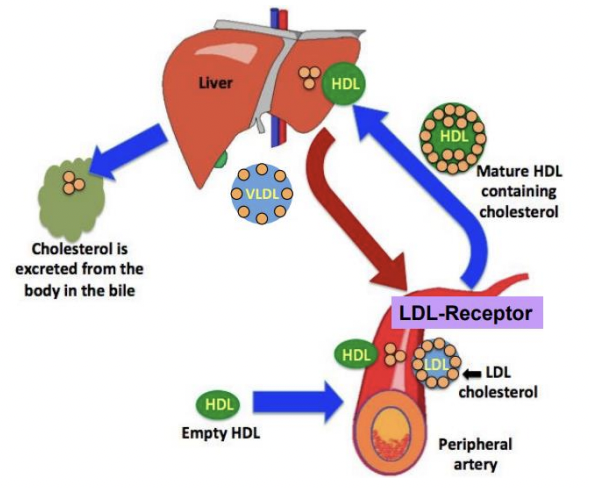 Liver
HDL
HDL
Mature HDL
containing
cholesterol
VLDL
Cholesterol is
excreted from the
body in the bile
LDL-Receptor
HDL
LDL
LDL
cholesterol
HDL
Empty HDL
Peripheral
artery